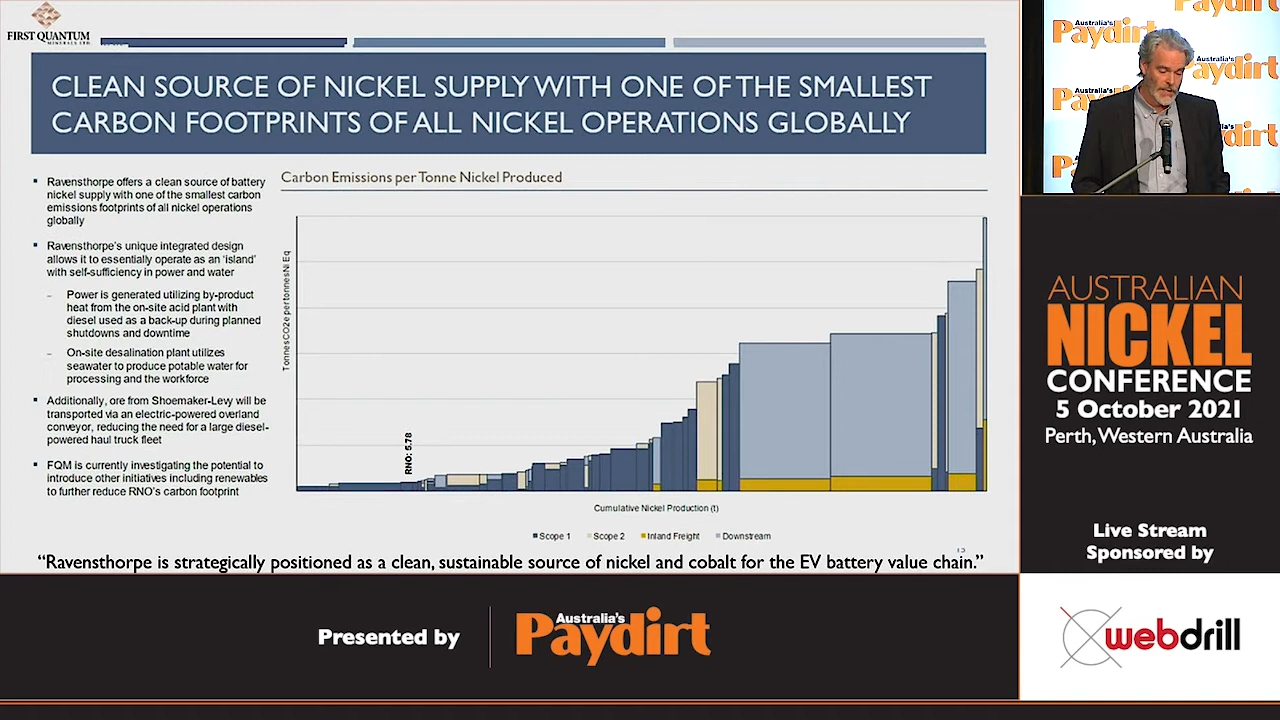 FIRST QUANTUM
MINERALS LTD.
CLEAN SOURCE OF NICKEL SUPPLY WITH ONE OF THE SMALLEST
CARBON FOOTPRINTS OF ALL NICKEL OPERATIONS GLOBALLY
▪ Ravensthorpe offers a clean source of battery
nickel supply with one of the smallest carbon
emissions footprints of all nickel operations
globally
▪ Ravensthorpe's unique integrated design
allows it to essentially operate as an 'island'
with self-sufficiency in power and water
– Power is generated utilizing by-product
heat from the on-site acid plant with
diesel used as a back-up during planned
shutdowns and downtime
– On-site desalination plant utilizes
seawater to produce potable water for
processing and the workforce
▪ Additionally, ore from Shoemaker-Levy will be
transported via an electric-powered overland
conveyor, reducing the need for a large diesel-
powered haul truck fleet
▪ FQM is currently investigating the potential to
introduce other initiatives including renewables
to further reduce RNO's carbon footprint
Carbon Emissions per Tonne Nickel Produced
Tonnes CO2e per tonnes Ni Eq
RNO: 5.78
Cumulative Nickel Production (t)
Scope 1 Scope 2 Inland Freight Downstream
"Ravensthorpe is strategically positioned as a clean, sustainable source of nickel and cobalt for the EV battery value chain."
Presented by
Australia's
Paydirt
Australia's
Paydirt
Australia's
Paydirt
AUSTRALIAN
NICKEL
CONFERENCE
5 October 2021
Perth, Western Australia
Live Stream
Sponsored by
webdrill